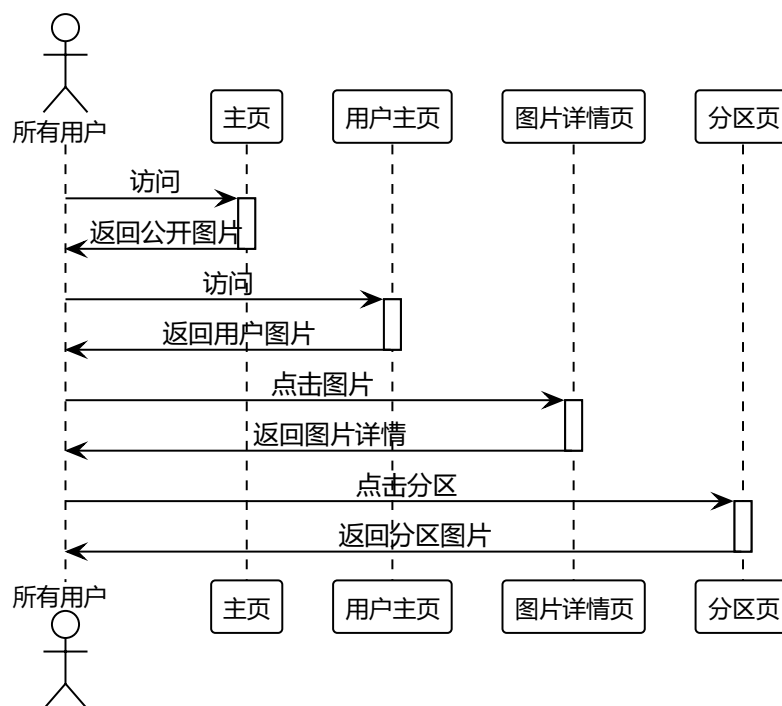 所有用户
主页
用户主页
图片详情页
分区页
访问
返回公开图片
访问
返回用户图片
点击图片
返回图片详情
点击分区
返回分区图片
所有用户
主页
用户主页
图片详情页
分区页